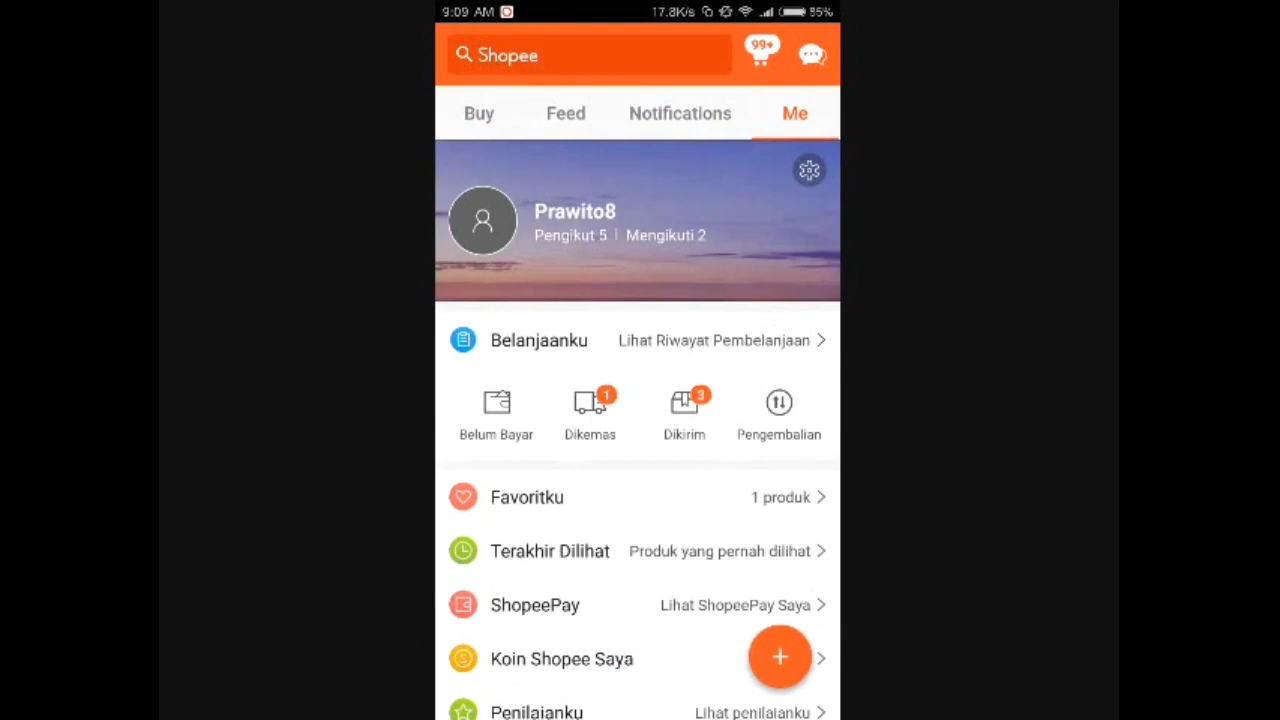 9:09 AM 17.8K/s 85%
Shopee 99+
Buy Feed Notifications Me
Prawito8
Pengikut 5 | Mengikuti 2
Belanjaanku Lihat Riwayat Pembelanjaan
1 3
Belum Bayar Dikemas Dikirim Pengembalian
Favoritku 1 produk
Terakhir Dilihat Produk yang pernah dilihat
ShopeePay Lihat ShopeePay Saya
Koin Shopee Saya
Penilaianku Lihat penilaianku